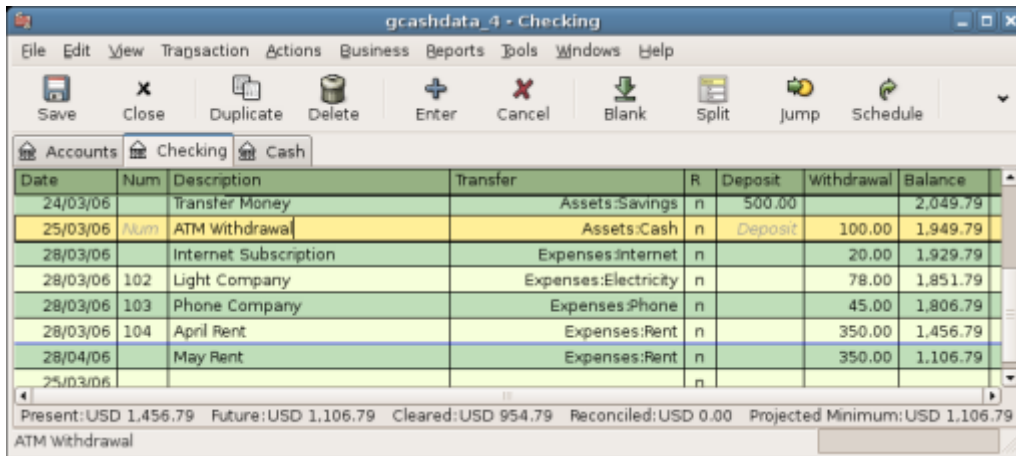 gcashdata_4 - Checking
File Edit View Transaction Actions Business Reports Tools Windows Help
Save Close Duplicate Delete Enter Cancel Blank Split Jump Schedule
Accounts Checking Cash
Date Num Description Transfer R Deposit Withdrawal Balance
24/03/06 Transfer Money Assets:Savings n 500.00 2,049.79
25/03/06 Num ATM Withdrawal Assets:Cash n Deposit 100.00 1,949.79
28/03/06 Internet Subscription Expenses:Internet n 20.00 1,929.79
28/03/06 102 Light Company Expenses:Electricity n 78.00 1,851.79
28/03/06 103 Phone Company Expenses:Phone n 45.00 1,806.79
28/03/06 104 April Rent Expenses:Rent n 350.00 1,456.79
28/04/06 May Rent Expenses:Rent n 350.00 1,106.79
25/03/06 n
Present:USD 1,456.79 Future:USD 1,106.79 Cleared:USD 954.79 Reconciled:USD 0.00 Projected Minimum:USD 1,106.79
ATM Withdrawal